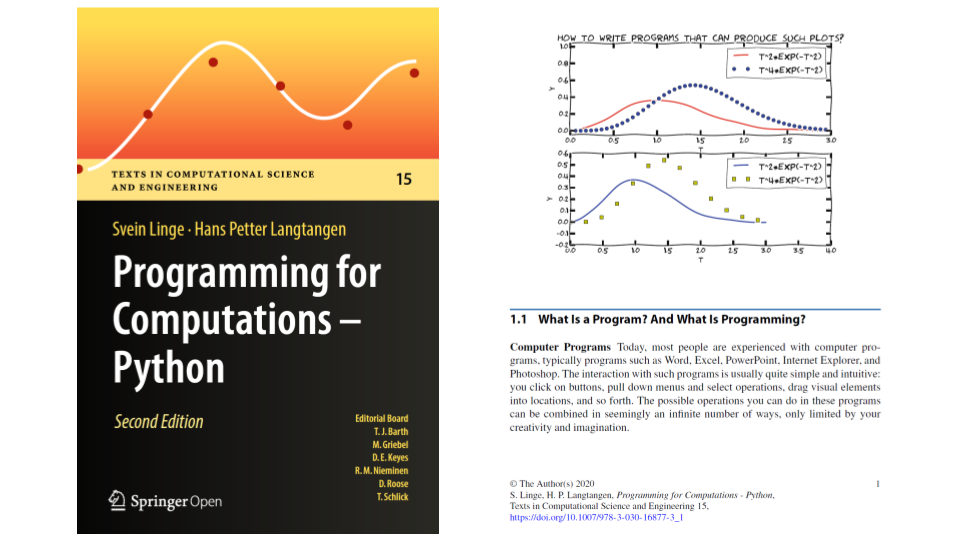 TEXTS IN COMPUTATIONAL SCIENCE
AND ENGINEERING
15
Svein Linge · Hans Petter Langtangen
Programming for
Computations –
Python
Second Edition
Editorial Board
T. J. Barth
M. Griebel
D. E. Keyes
R. M. Nieminen
D. Roose
T. Schlick
Springer Open
HOW TO WRITE PROGRAMS THAT CAN PRODUCE SUCH PLOTS?
1.0
0.8
0.6
0.4
0.2
0.0
Y
T^2*EXP(-T^2)
T^4*EXP(-T^2)
0.0 0.5 1.0 1.5 2.0 2.5 3.0
T
0.6
0.5
0.4
0.3
0.2
0.1
0.0
-0.1
-0.2
Y
T^2*EXP(-T^2)
T^4*EXP(-T^2)
0.0 0.5 1.0 1.5 2.0 2.5 3.0 3.5 4.0
T
1.1 What Is a Program? And What Is Programming?
Computer Programs Today, most people are experienced with computer pro-
grams, typically programs such as Word, Excel, PowerPoint, Internet Explorer, and
Photoshop. The interaction with such programs is usually quite simple and intuitive:
you click on buttons, pull down menus and select operations, drag visual elements
into locations, and so forth. The possible operations you can do in these programs
can be combined in seemingly an infinite number of ways, only limited by your
creativity and imagination.
© The Author(s) 2020 1
S. Linge, H. P. Langtangen, Programming for Computations - Python,
Texts in Computational Science and Engineering 15,
https://doi.org/10.1007/978-3-030-16877-3_1